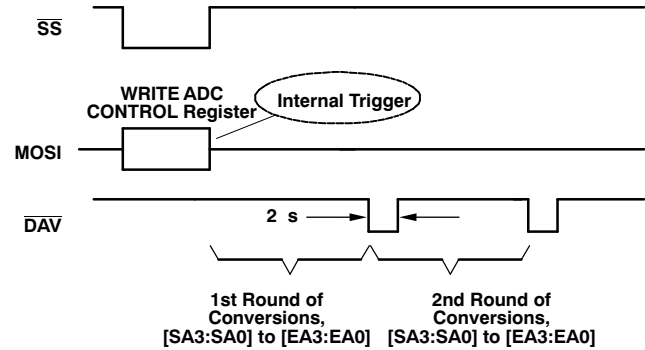 SS
WRITE ADC
CONTROL Register
Internal Trigger
MOSI
DAV
2 s
1st Round of
Conversions,
[SA3:SA0] to [EA3:EA0]
2nd Round of
Conversions,
[SA3:SA0] to [EA3:EA0]